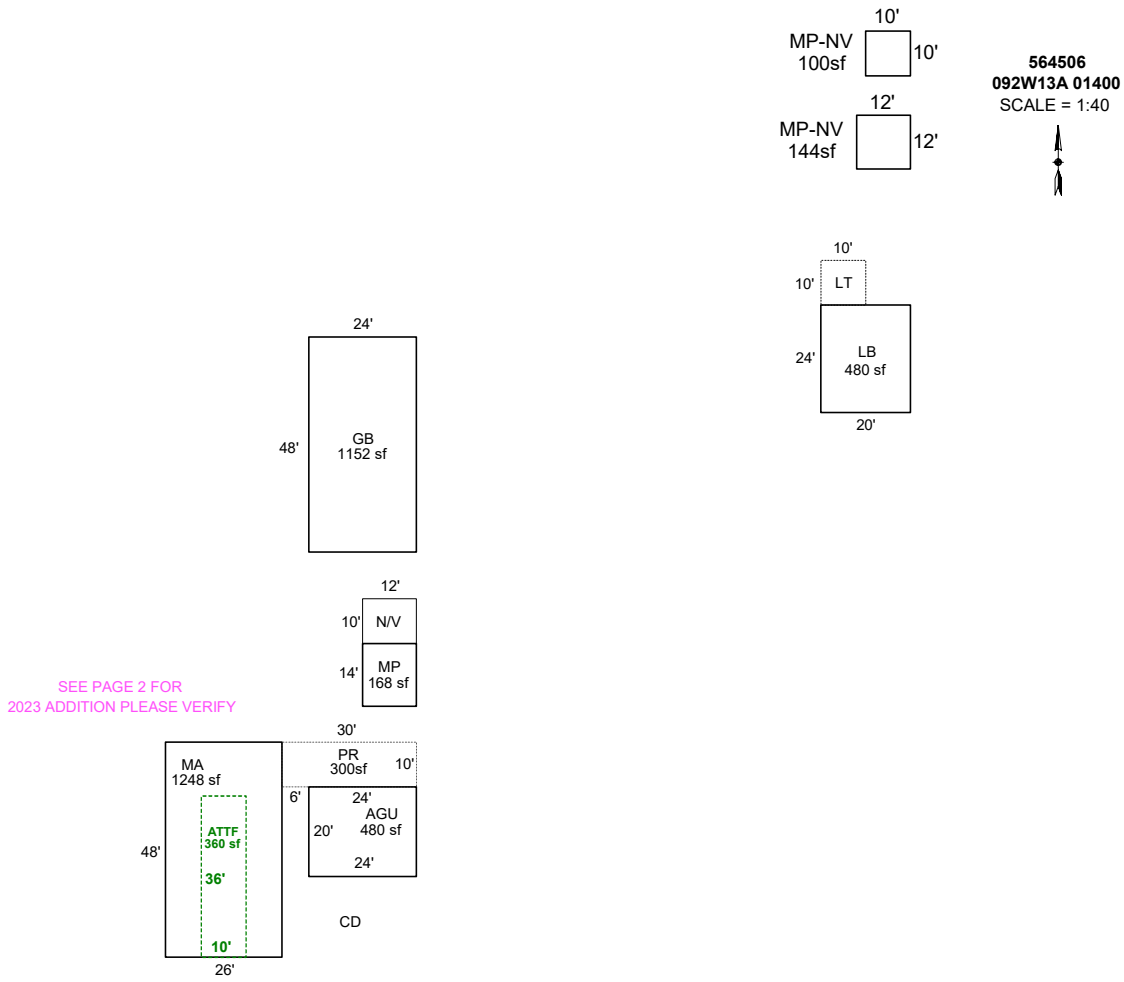 10'
MP-NV
100sf
10'
564506
092W13A 01400
SCALE = 1:40
12'
MP-NV
144sf
12'
10'
10'
LT
24'
LB
480 sf
20'
24'
48'
GB
1152 sf
12'
10'
N/V
14'
MP
168 sf
SEE PAGE 2 FOR
2023 ADDITION PLEASE VERIFY
30'
PR
300sf
10'
MA
1248 sf
6'
24'
AGU
480 sf
20'
24'
ATTF
360 sf
48'
36'
10'
26'
CD